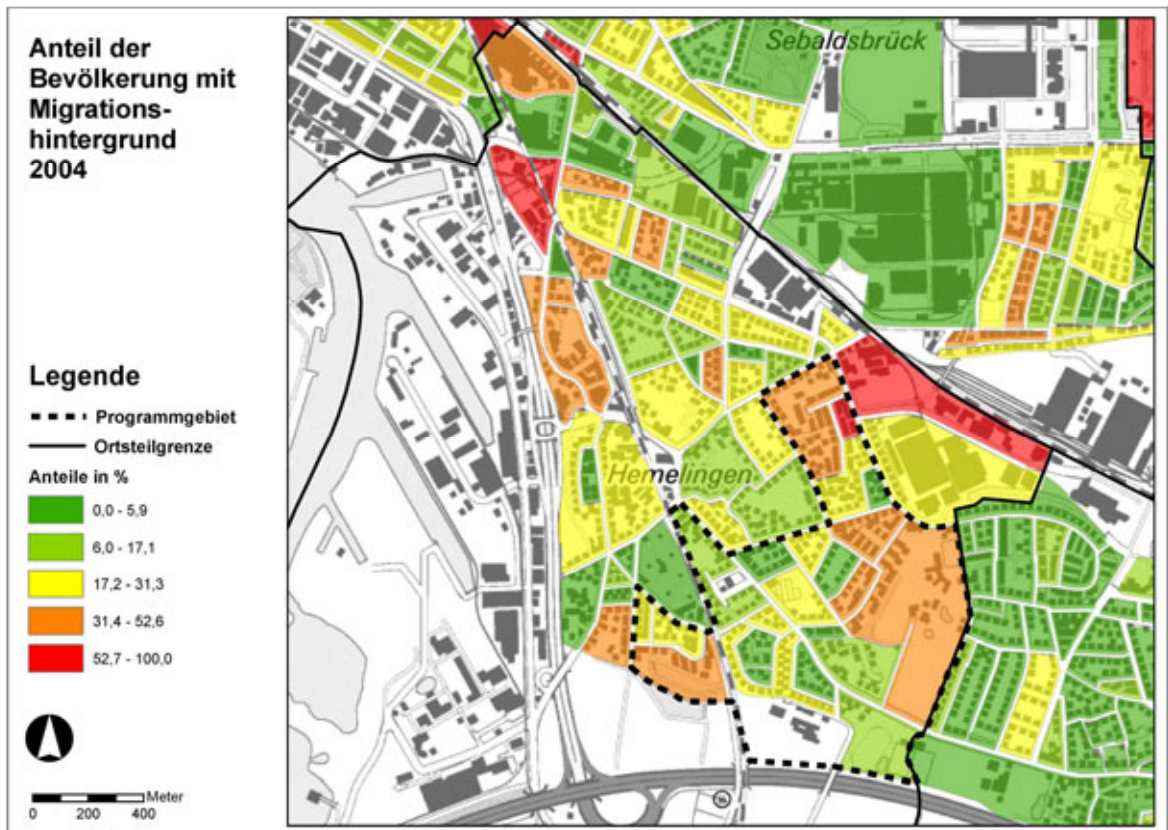 Anteil der
Bevölkerung mit
Migrations-
hintergrund
2004
Sebaldsbrück
Hemelingen
Legende
Programmgebiet
Ortsteilgrenze
Anteile in %
0,0 - 5,9
6,0 - 17,1
17,2 - 31,3
31,4 - 52,6
52,7 - 100,0
Meter
0 200 400